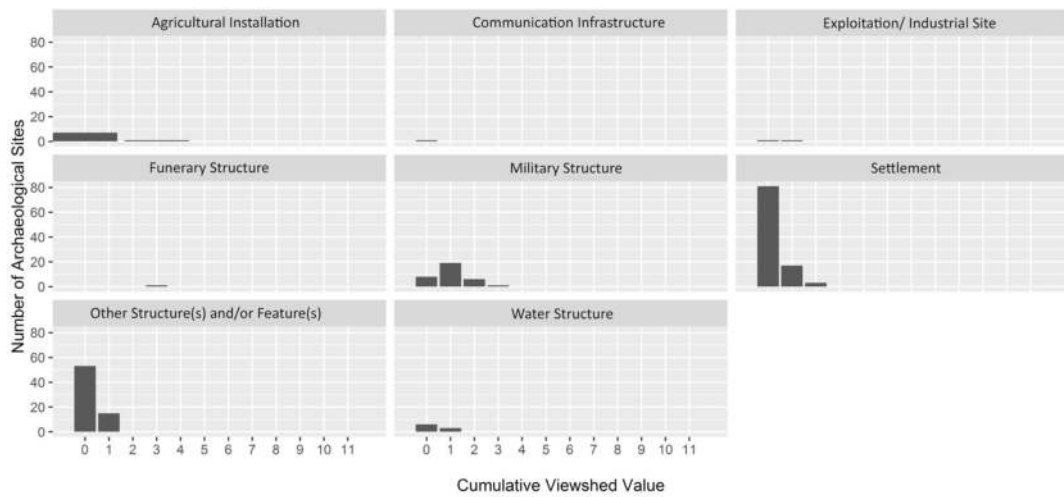 Agricultural Installation
Communication Infrastructure
Exploitation/ Industrial Site
80
60
40
20
0
Funerary Structure
Military Structure
Settlement
80
60
40
20
0
Other Structure(s) and/or Feature(s)
Water Structure
80
60
40
20
0
Number of Archaeological Sites
0 1 2 3 4 5 6 7 8 9 10 11
0 1 2 3 4 5 6 7 8 9 10 11
Cumulative Viewshed Value